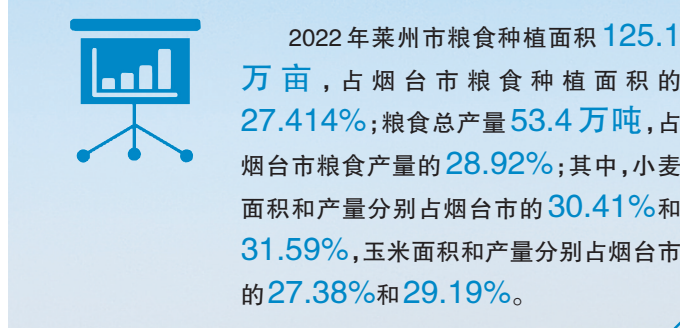 2022年莱州市粮食种植面积125.1
万亩，占烟台市粮食种植面积的
27.414%；粮食总产量53.4万吨，占
烟台市粮食产量的28.92%；其中，小麦
面积和产量分别占烟台市的30.41%和
31.59%，玉米面积和产量分别占烟台市
的27.38%和29.19%。